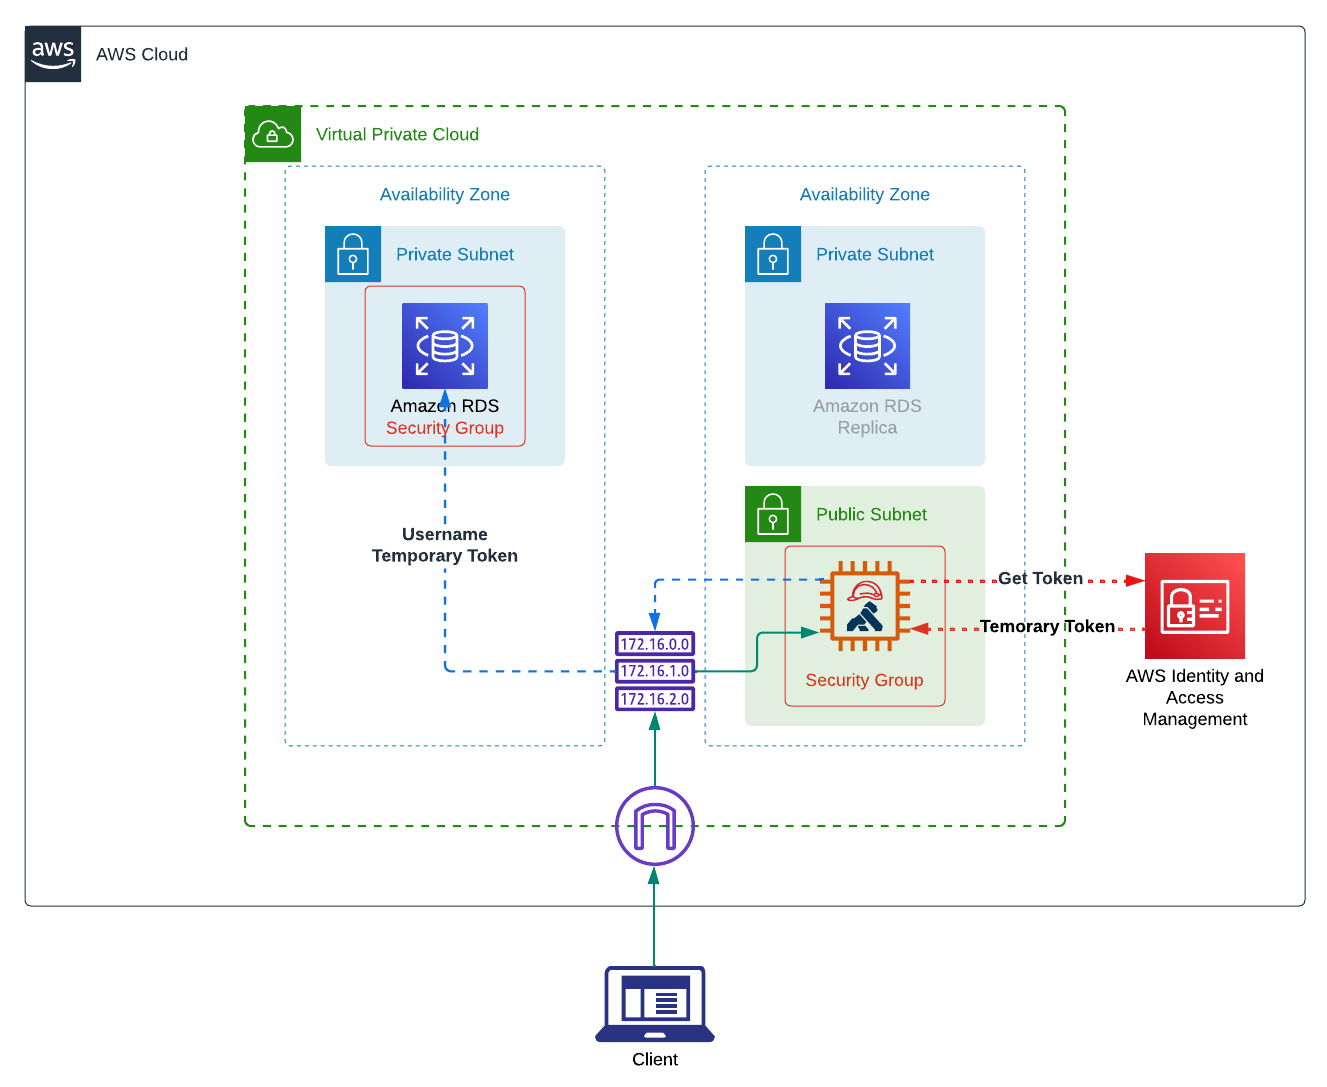 aws
AWS Cloud
Virtual Private Cloud
Availability Zone
Availability Zone
Private Subnet
Private Subnet
Amazon RDS
Security Group
Amazon RDS
Replica
Public Subnet
Username
Temporary Token
Get Token
Temorary Token
172.16.0.0
172.16.1.0
172.16.2.0
Security Group
AWS Identity and
Access
Management
Client